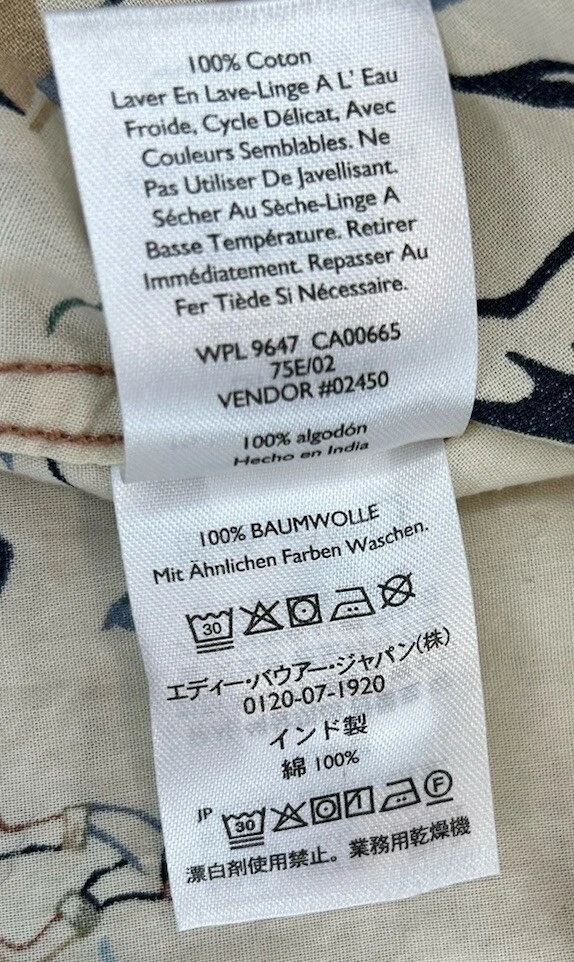 100% Coton
Laver En Lave-Linge A L' Eau
Froide, Cycle Délicat, Avec
Couleurs Semblables. Ne
Pas Utiliser De Javellisant.
Sécher Au Sèche-Linge A
Basse Température. Retirer
Immédiatement. Repasser Au
Fer Tiède Si Nécessaire.
WPL 9647 CA00665
75E/02
VENDOR #02450
100% algodón
Hecho en India
100% BAUMWOLLE
Mit Ähnlichen Farben Waschen.
30
エディー・バウアー・ジャパン(株)
0120-07-1920
インド製
綿 100%
JP 30 F
漂白剤使用禁止。業務用乾燥機